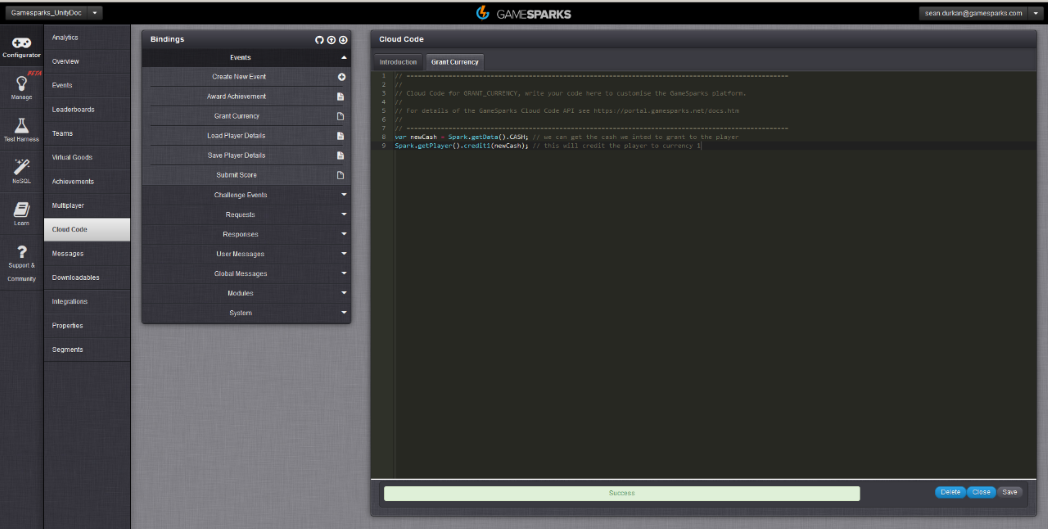 Gamesparks_UnityDoc
GAMESPARKS
sean.durkan@gamesparks.com
Configurator
BETA
Manage
Test Harness
NoSQL
Learn
Support &
Community
Analytics
Overview
Events
Leaderboards
Teams
Virtual Goods
Achievements
Multiplayer
Cloud Code
Messages
Downloadables
Integrations
Properties
Segments
Bindings
Events
Create New Event
Award Achievement
Grant Currency
Load Player Details
Save Player Details
Submit Score
Challenge Events
Requests
Responses
User Messages
Global Messages
Modules
System
Cloud Code
Introduction
Grant Currency
1 // ------------------------------------------------------------------------------------------------
2 //
3 // Cloud Code for GRANT_CURRENCY, write your code here to customise the GameSparks platform.
4 //
5 // For details of the GameSparks Cloud Code API see https://portal.gamesparks.net/docs.htm
6 //
7 // ------------------------------------------------------------------------------------------------
8 var newCash = Spark.getData().CASH; // we can get the cash we inted to grant to the player
9 Spark.getPlayer().credit1(newCash); // this will credit the player to currency 1
Success
Delete
Close
Save